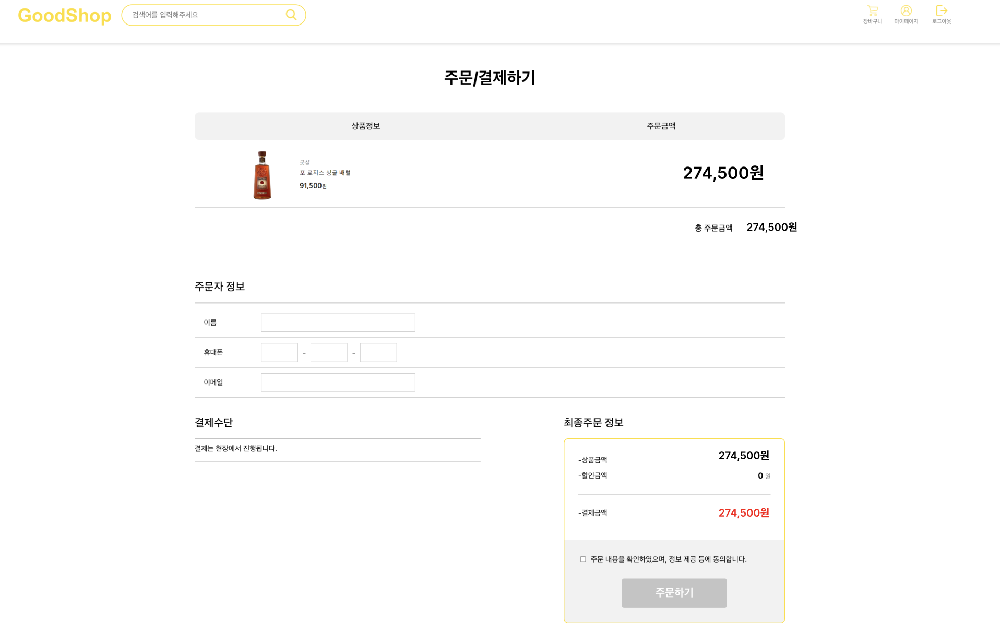 GoodShop
검색어를 입력해주세요
장바구니
마이페이지
로그아웃
주문/결제하기
상품정보
주문금액
굿샵
포 로지스 싱글 배럴
91,500원
274,500원
총 주문금액 274,500원
주문자 정보
이름
휴대폰 - -
이메일
결제수단
결제는 현장에서 진행됩니다.
최종주문 정보
-상품금액 274,500원
-할인금액 0 원
-결제금액 274,500원
주문 내용을 확인하였으며, 정보 제공 등에 동의합니다.
주문하기